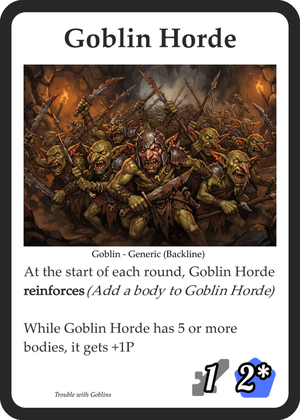 Goblin Horde
Goblin - Generic (Backline)
At the start of each round, Goblin Horde
reinforces (Add a body to Goblin Horde)
While Goblin Horde has 5 or more
bodies, it gets +1P
Trouble with Goblins
1 2*